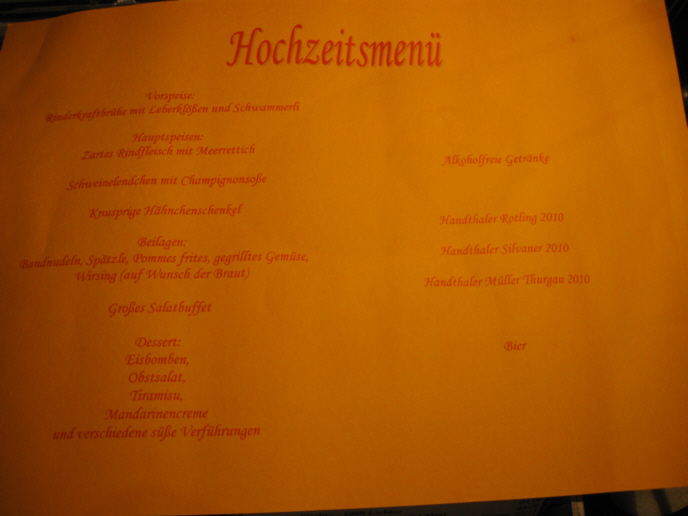 Hochzeitsmenü
Vorspeise:
Rinderkraftbrühe mit Leberklößen und Schwammerli
Hauptspeisen:
Zartes Rindfleisch mit Meerrettich
Schweinelendchen mit Champignonsoße
Knusprige Hähnchenschenkel
Beilagen:
Bandnudeln, Spätzle, Pommes frites, gegrilltes Gemüse,
Wirsing (auf Wunsch der Braut)
Großes Salatbuffet
Dessert:
Eisbomben,
Obstsalat,
Tiramisu,
Mandarinencreme
und verschiedene süße Verführungen
Alkoholfreie Getränke
Handthaler Rotling 2010
Handthaler Silvaner 2010
Handthaler Müller Thurgau 2010
Bier